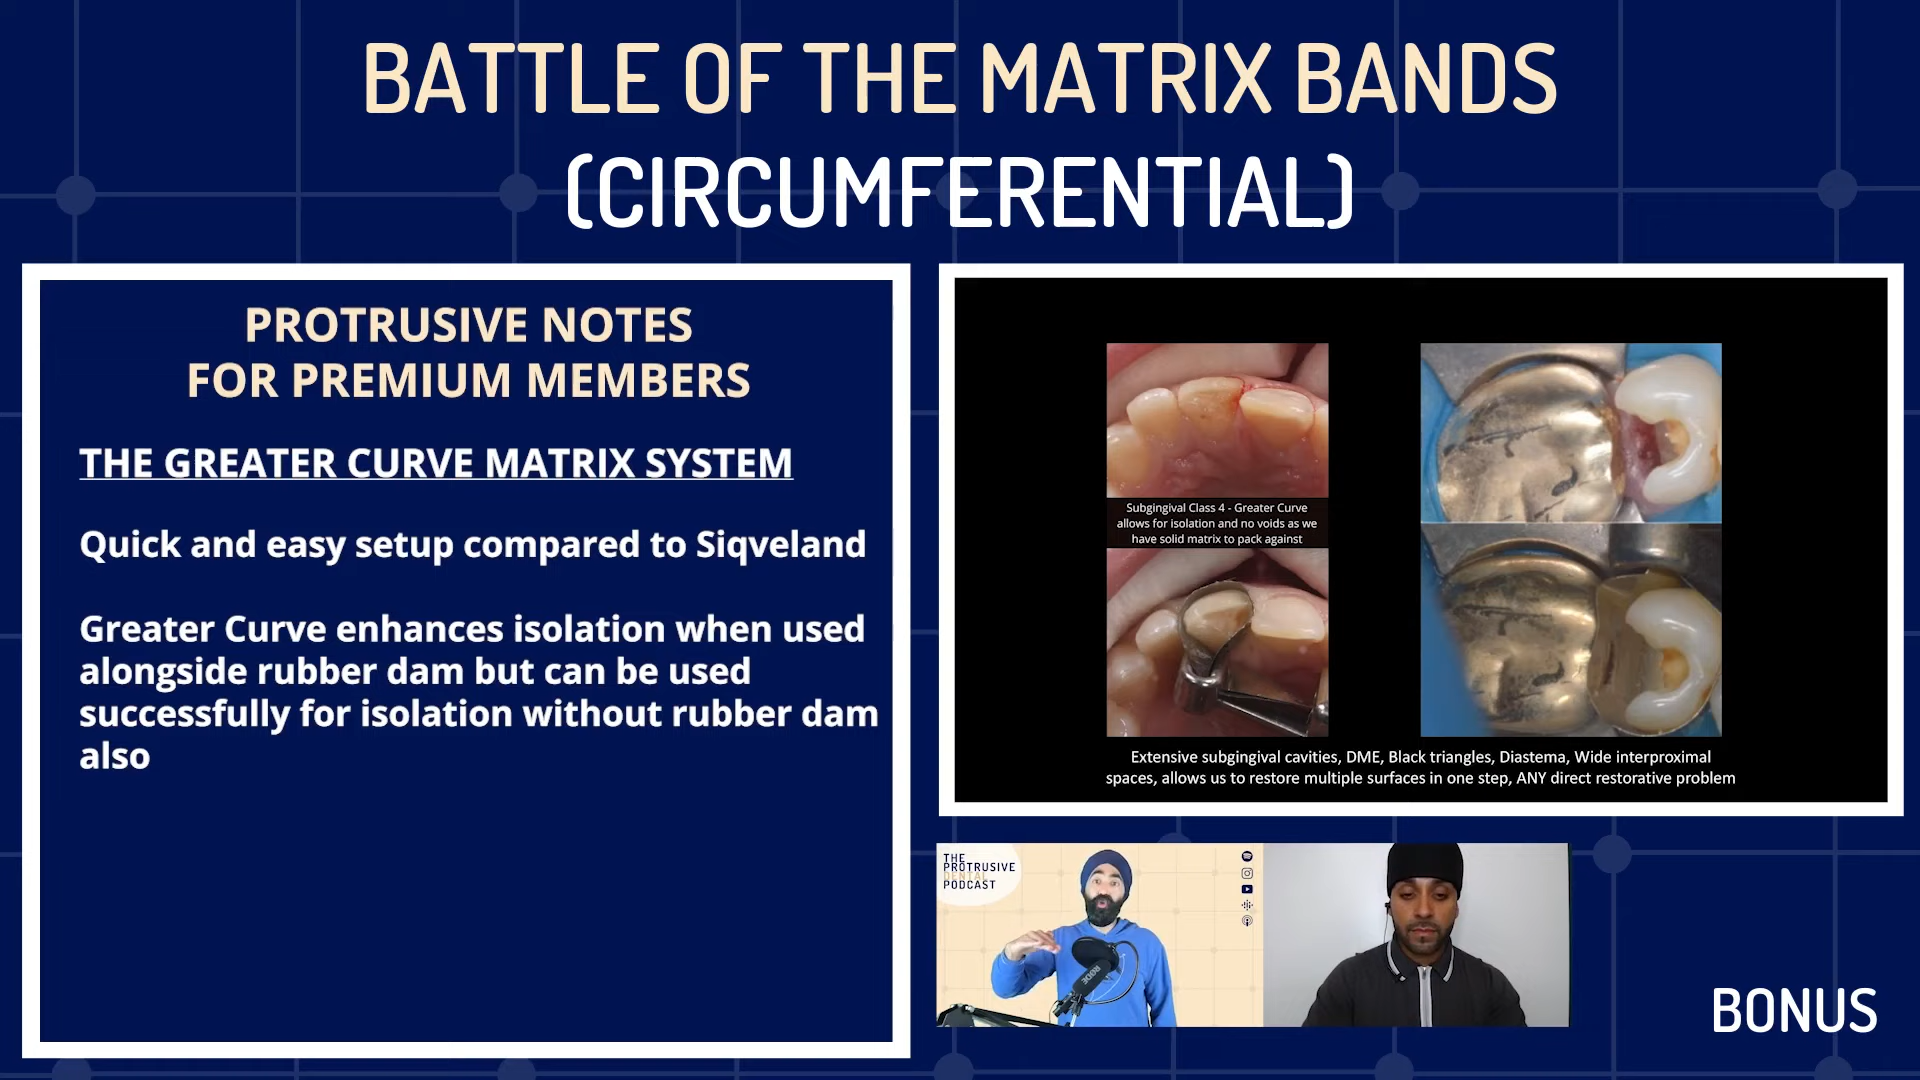 BATTLE OF THE MATRIX BANDS
(CIRCUMFERENTIAL)
PROTRUSIVE NOTES
FOR PREMIUM MEMBERS
THE GREATER CURVE MATRIX SYSTEM
Quick and easy setup compared to Siqveland
Greater Curve enhances isolation when used
alongside rubber dam but can be used
successfully for isolation without rubber dam
also
Subgingival Class 4 - Greater Curve
allows for isolation and no voids as we
have solid matrix to pack against
Extensive subgingival cavities, DME, Black triangles, Diastema, Wide interproximal
spaces, allows us to restore multiple surfaces in one step, ANY direct restorative problem
THE
PROTRUSIVE
DENTAL
PODCAST
RØDE
BONUS